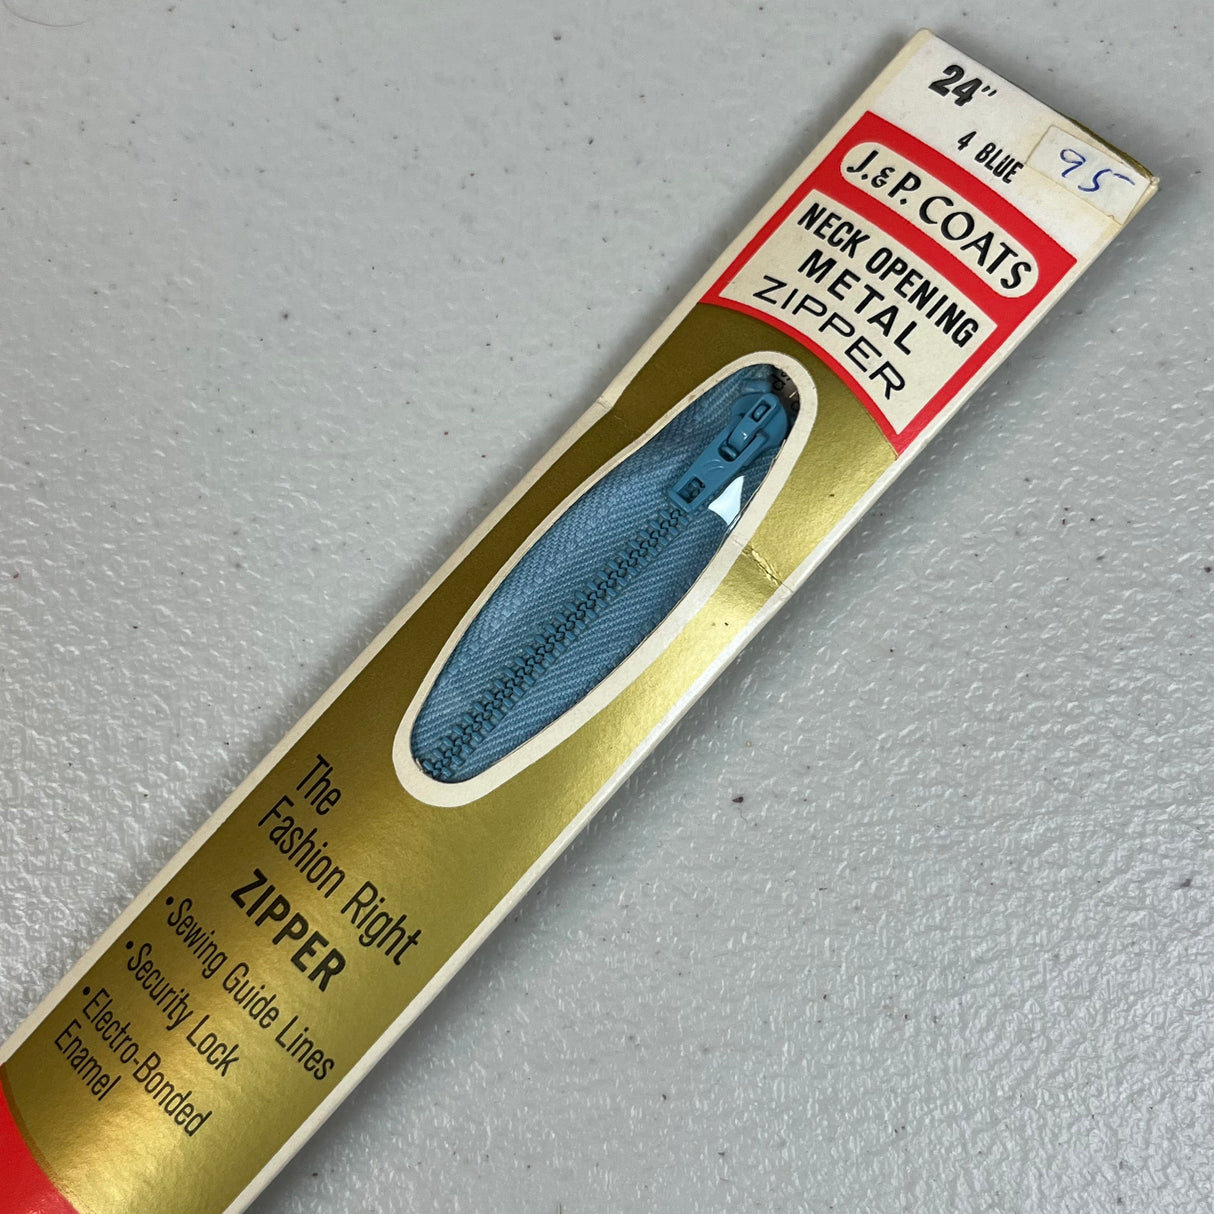 24"
4 BLUE
95
J. & P. COATS
NECK OPENING
METAL
ZIPPER
The
Fashion Right
ZIPPER
• Sewing Guide Lines
• Security Lock
• Electro-Bonded
Enamel